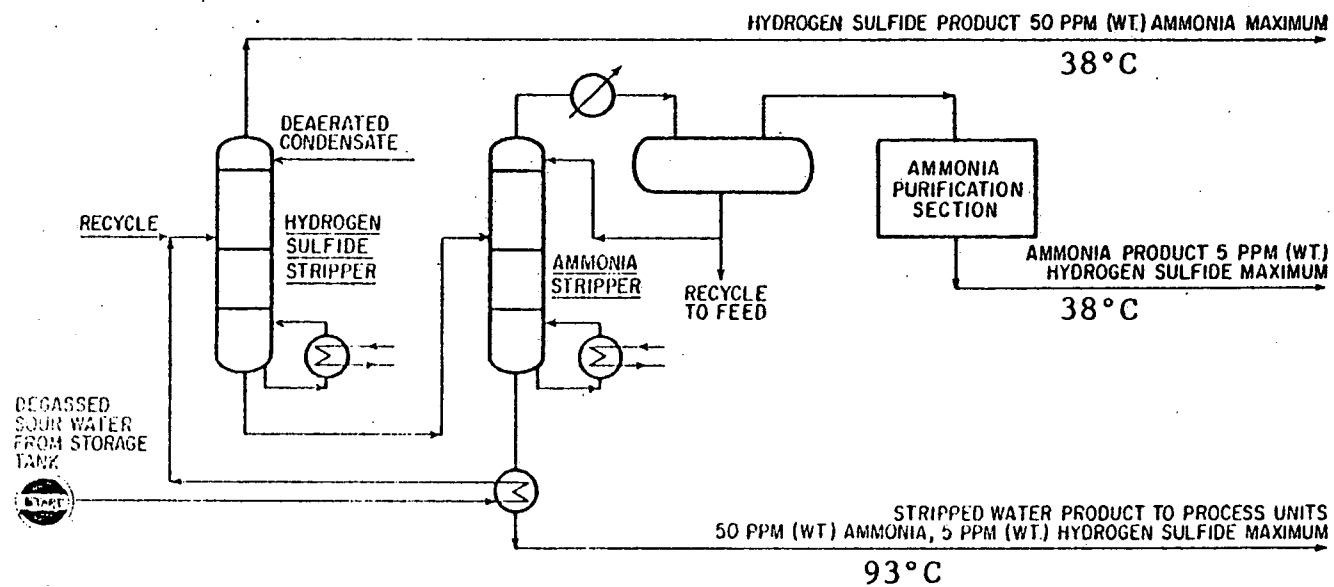 HYDROGEN SULFIDE PRODUCT 50 PPM (WT.) AMMONIA MAXIMUM
38°C
DEAERATED
CONDENSATE
RECYCLE
HYDROGEN
SULFIDE
STRIPPER
AMMONIA
STRIPPER
RECYCLE
TO FEED
AMMONIA
PURIFICATION
SECTION
AMMONIA PRODUCT 5 PPM (WT.)
HYDROGEN SULFIDE MAXIMUM
38°C
DEGASSED
SOUR WATER
FROM STORAGE
TANK
START
STRIPPED WATER PRODUCT TO PROCESS UNITS
50 PPM (WT) AMMONIA, 5 PPM (WT.) HYDROGEN SULFIDE MAXIMUM
93°C